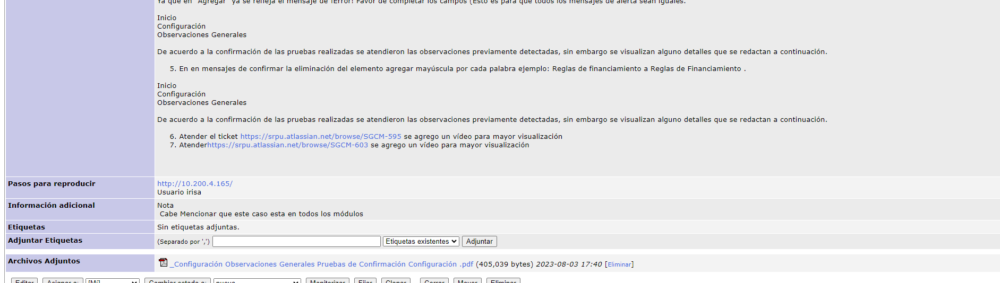 Ya que en "Agregar" ya se refleja el mensaje de !Error! Favor de completar los campos (Esto es para que todos los mensajes de alerta sean iguales.
Inicio
Configuración
Observaciones Generales
De acuerdo a la confirmación de las pruebas realizadas se atendieron las observaciones previamente detectadas, sin embargo se visualizan alguno detalles que se redactan a continuación.
5. En en mensajes de confirmar la eliminación del elemento agregar mayúscula por cada palabra ejemplo: Reglas de financiamiento a Reglas de Financiamiento .
Inicio
Configuración
Observaciones Generales
De acuerdo a la confirmación de las pruebas realizadas se atendieron las observaciones previamente detectadas, sin embargo se visualizan alguno detalles que se redactan a continuación.
6. Atender el ticket https://srpu.atlassian.net/browse/SGCM-595 se agrego un vídeo para mayor visualización
7. Atenderhttps://srpu.atlassian.net/browse/SGCM-603 se agrego un vídeo para mayor visualización
Pasos para reproducir http://10.200.4.165/
Usuario irisa
Información adicional Nota
Cabe Mencionar que este caso esta en todos los módulos
Etiquetas Sin etiquetas adjuntas.
Adjuntar Etiquetas (Separado por ',') Etiquetas existentes Adjuntar
Archivos Adjuntos _Configuración Observaciones Generales Pruebas de Confirmación Configuración .pdf (405,039 bytes) 2023-08-03 17:40 [Eliminar]
Editar Asignar a: [Mí] Cambiar estado a: nueva Monitorizar Fijar Clonar Cerrar Mover Eliminar